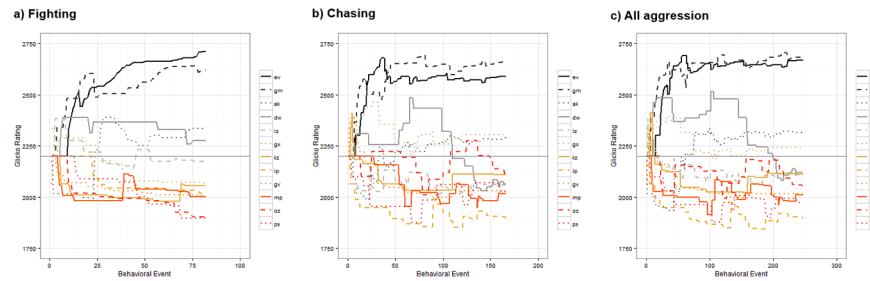 a) Fighting
b) Chasing
c) All aggression
Glicko Rating
2750
2500
2250
2000
1750
0
25
50
75
100
Behavioral Event
ev
gm
ak
dw
iz
gx
kz
ip
gv
mp
oz
ps
Glicko Rating
2750
2500
2250
2000
1750
0
50
100
150
200
Behavioral Event
ev
gm
ak
dw
iz
gx
kz
ip
gv
mp
oz
ps
Glicko Rating
2750
2500
2250
2000
1750
0
100
200
300
Behavioral Event